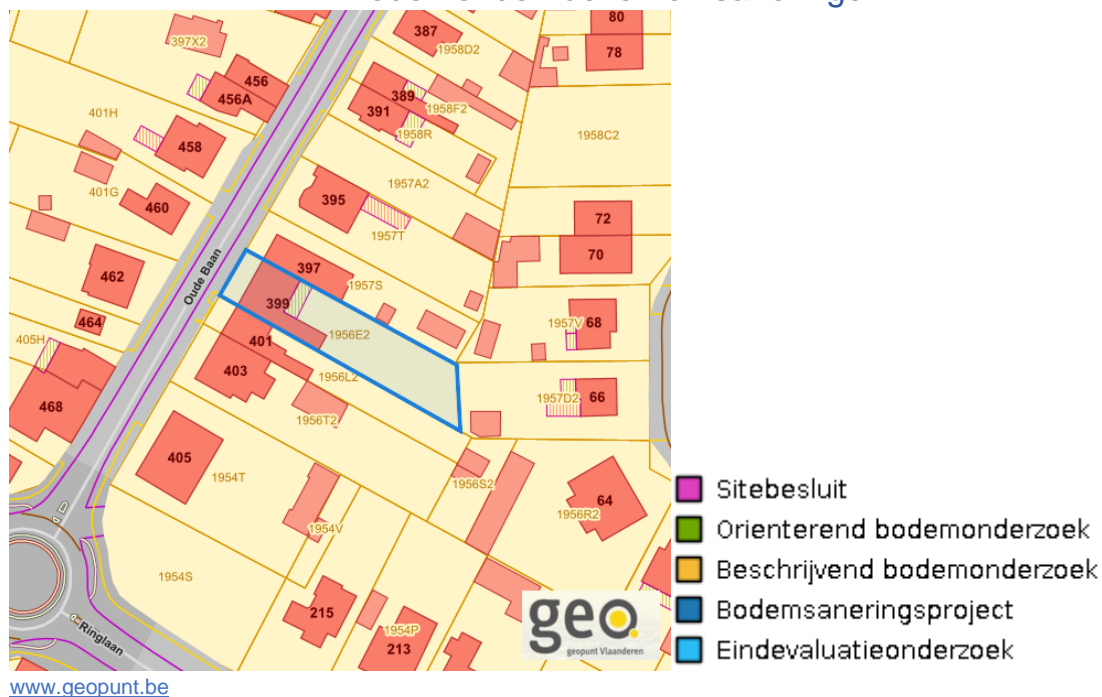 80
387
1958D2
397X2
78
456
389
456A
1958F2
391
401H
1958R
1958C2
458
1957A2
401G
395
460
72
1957T
70
Oude Baan
397
462
1957S
399
464
1957V
68
1956E2
405H
401
403
1956L2
1957D2
66
468
1956T2
405
1954T
1956S2
64
1956R2
1954V
1954S
215
1954P
213
Ringlaan
geo.
geopunt Vlaanderen
Sitebesluit
Orienterend bodemonderzoek
Beschrijvend bodemonderzoek
Bodemsaneringsproject
Eindevaluatieonderzoek
www.geopunt.be